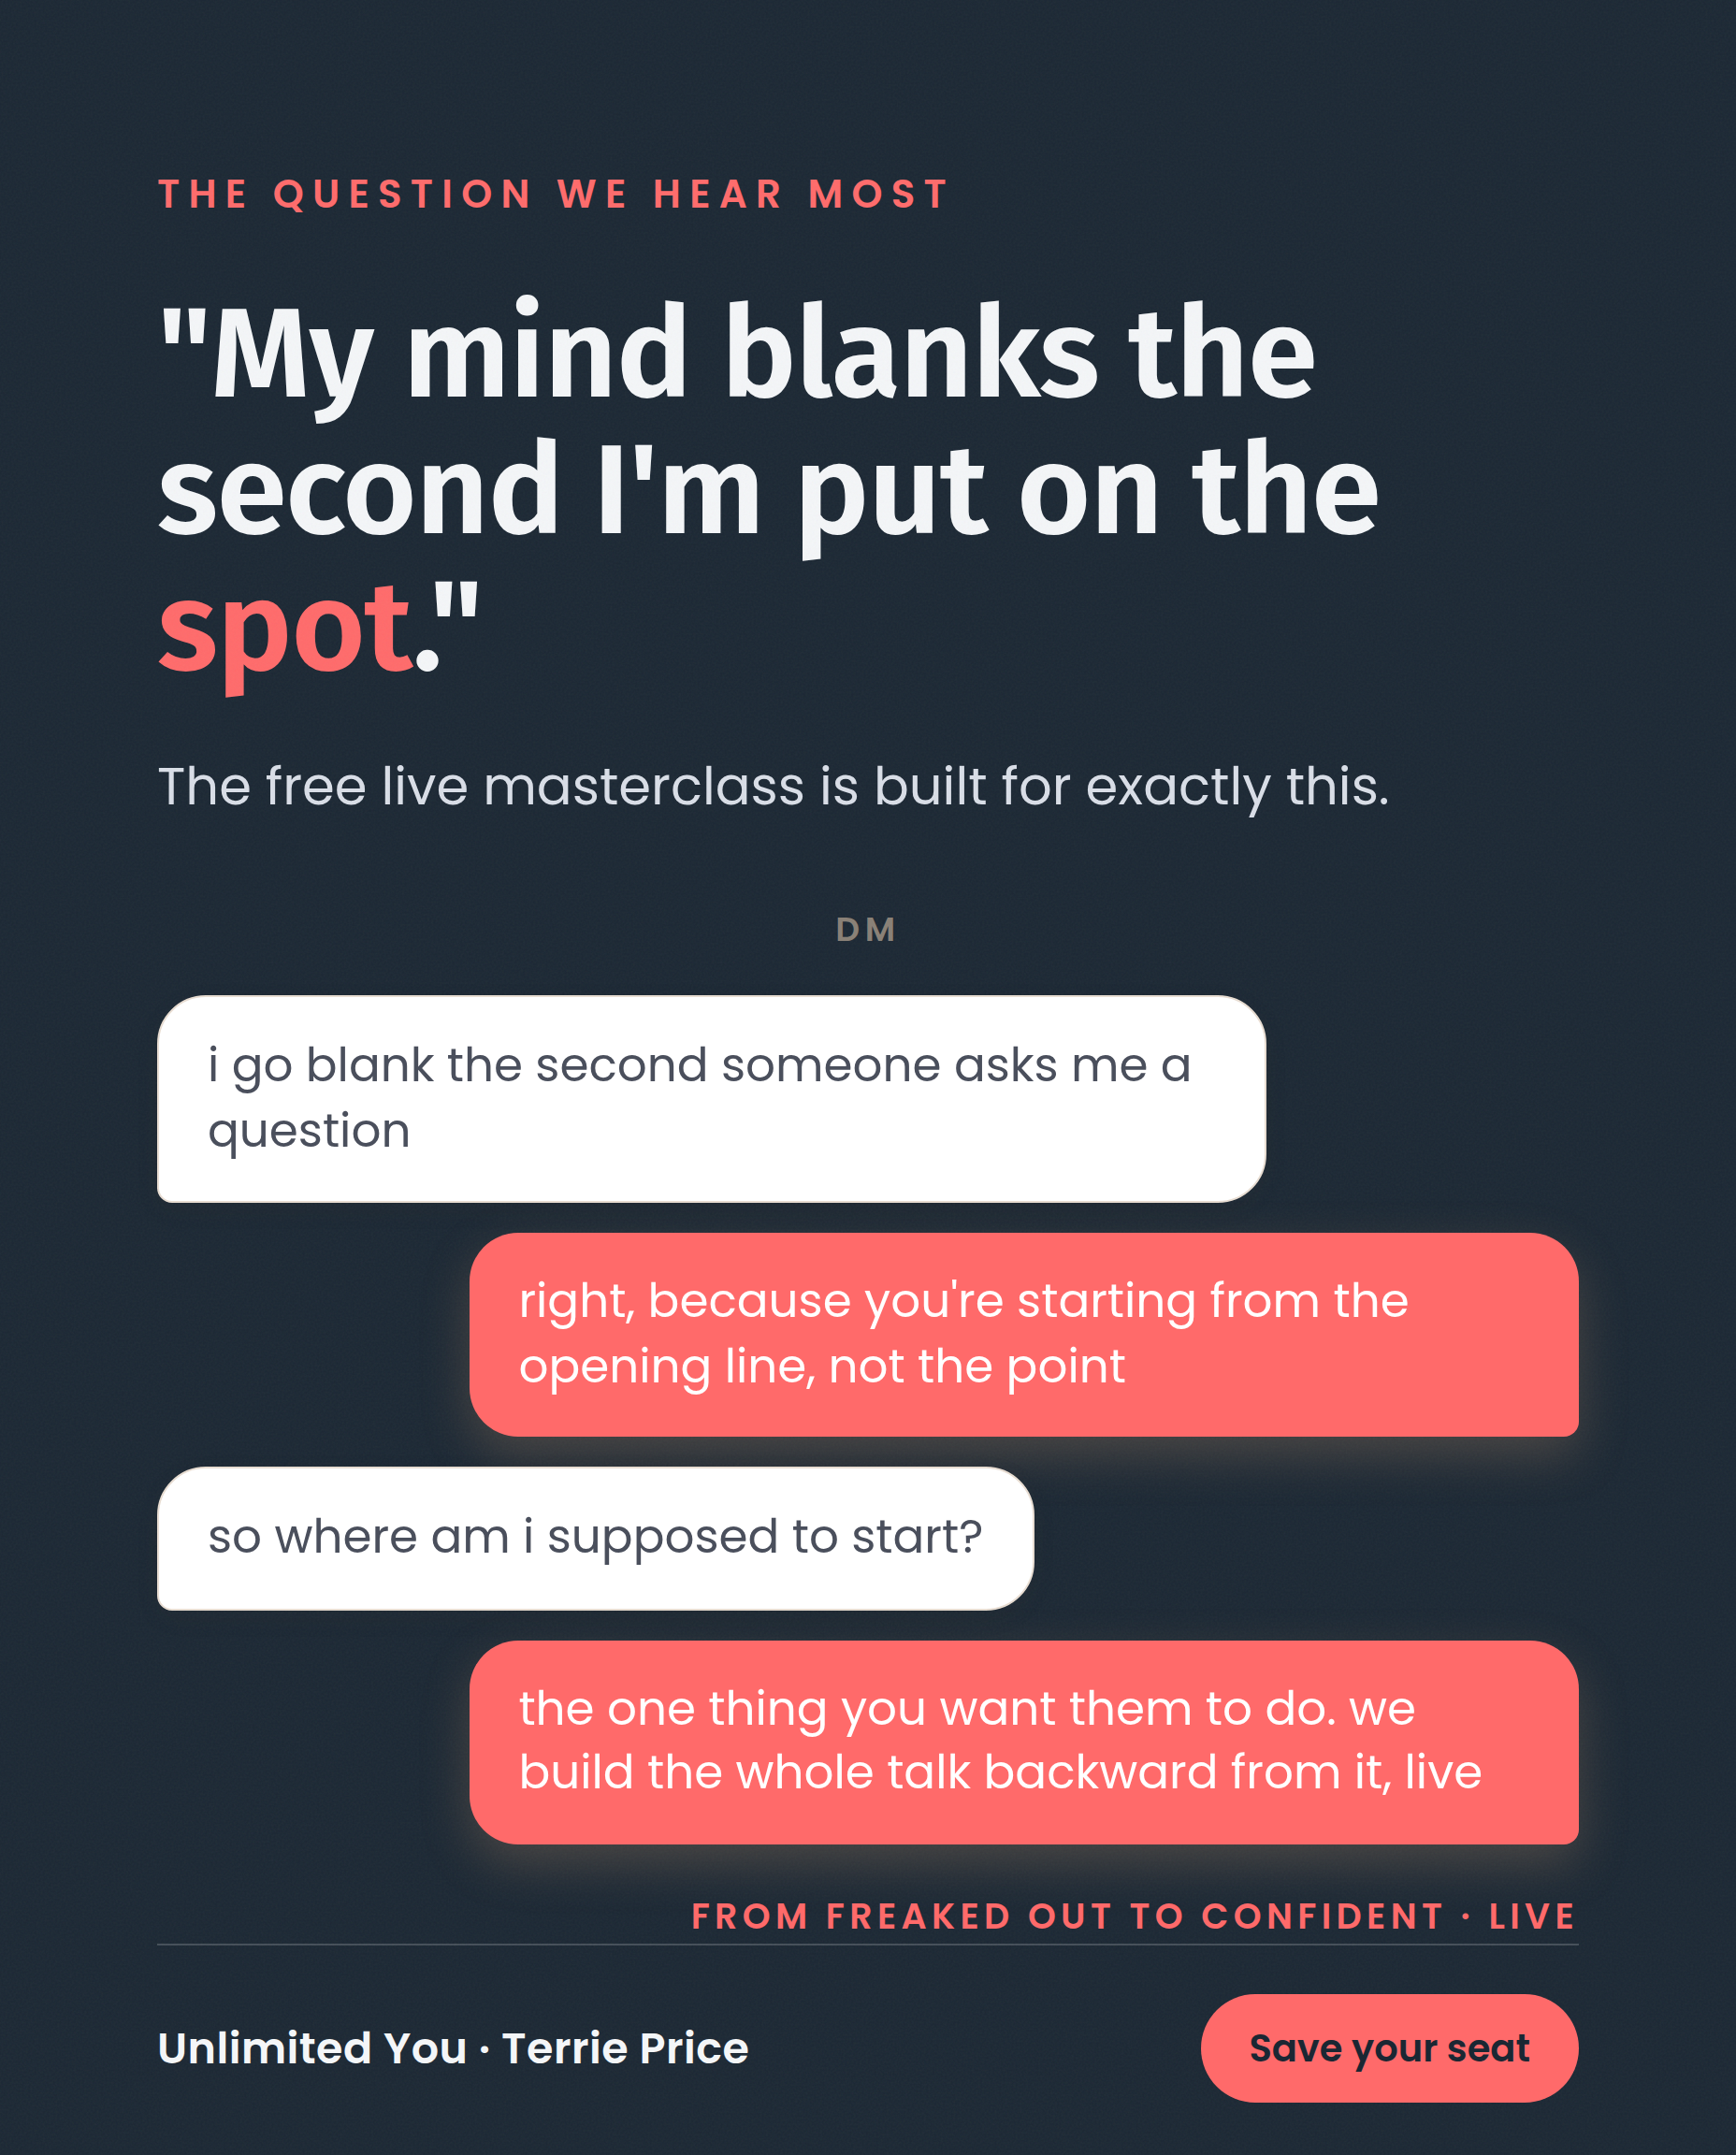 THE QUESTION WE HEAR MOST
"My mind blanks the
second I'm put on the
spot."
The free live masterclass is built for exactly this.
DM
i go blank the second someone asks me a
question
right, because you're starting from the
opening line, not the point
so where am i supposed to start?
the one thing you want them to do. we
build the whole talk backward from it, live
FROM FREAKED OUT TO CONFIDENT · LIVE
Unlimited You · Terrie Price
Save your seat